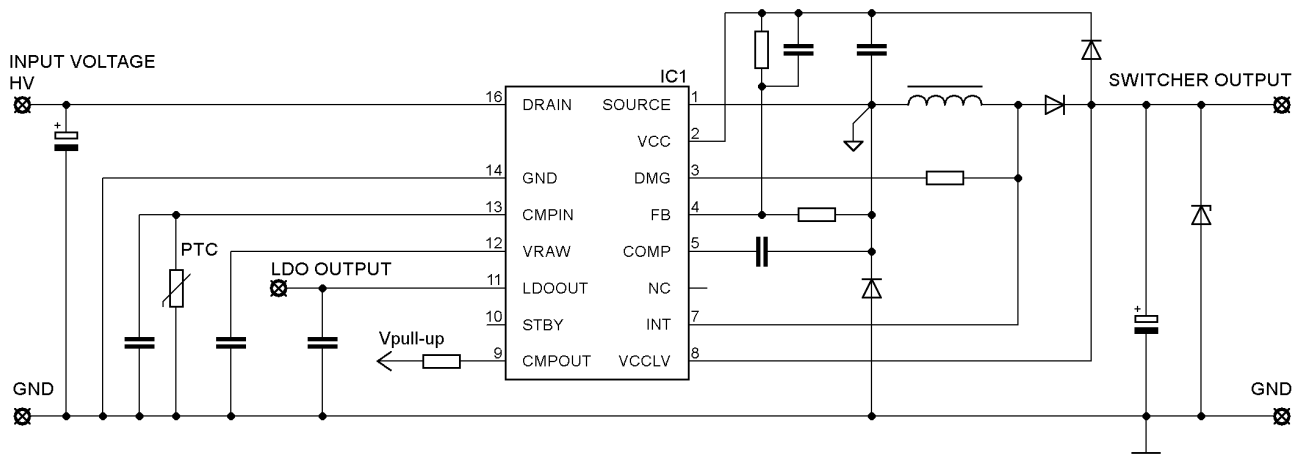 INPUT VOLTAGE
HV
IC1
SWITCHER OUTPUT
16 DRAIN SOURCE 1
VCC 2
14 GND DMG 3
13 CMPIN FB 4
PTC
12 VRAW COMP 5
LDO OUTPUT
11 LDOOUT NC
10 STBY INT 7
Vpull-up
9 CMPOUT VCCLV 8
GND
GND
+
+